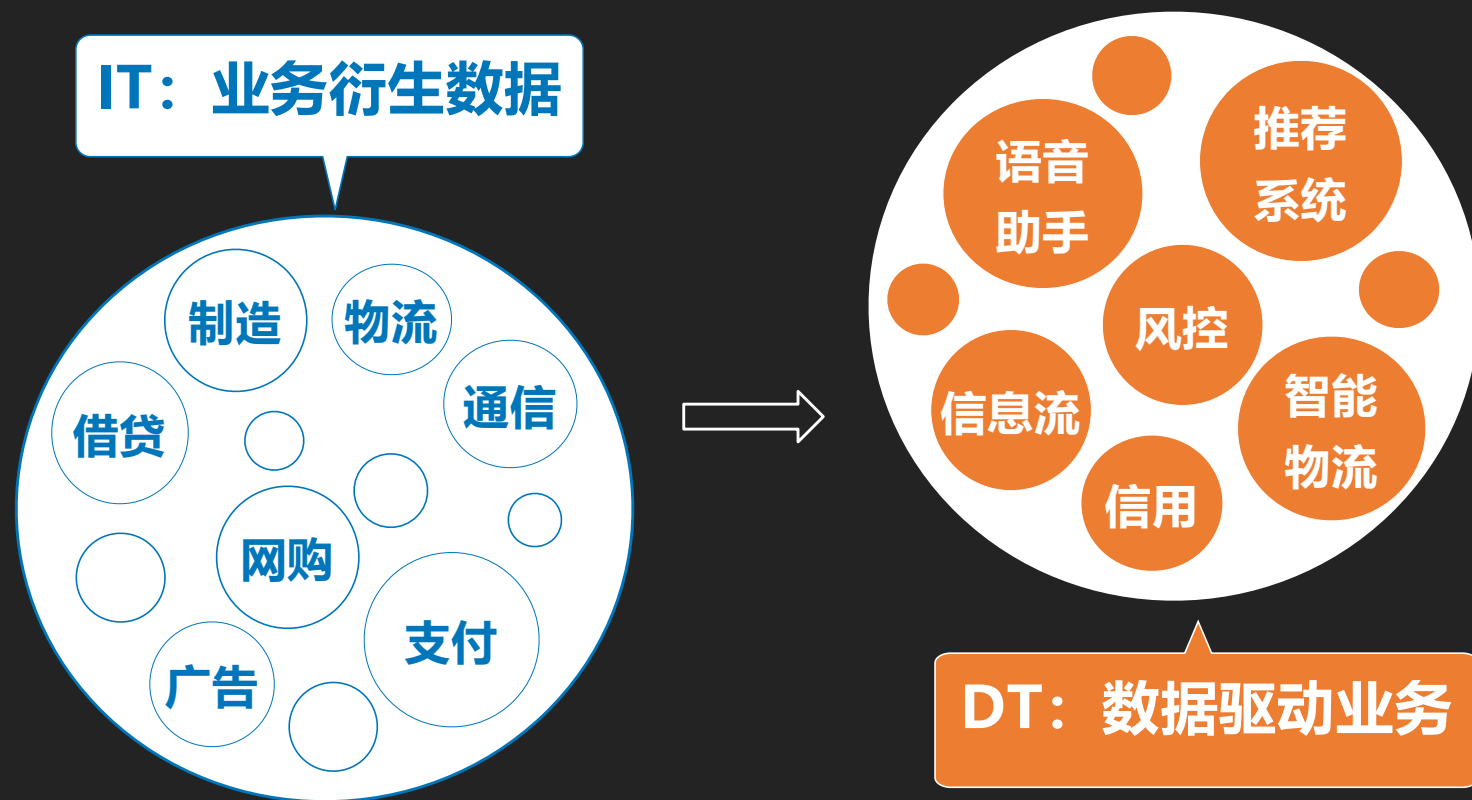 IT：业务衍生数据
制造
物流
通信
借贷
网购
支付
广告
语音
助手
推荐
系统
风控
信息流
智能
物流
信用
DT：数据驱动业务